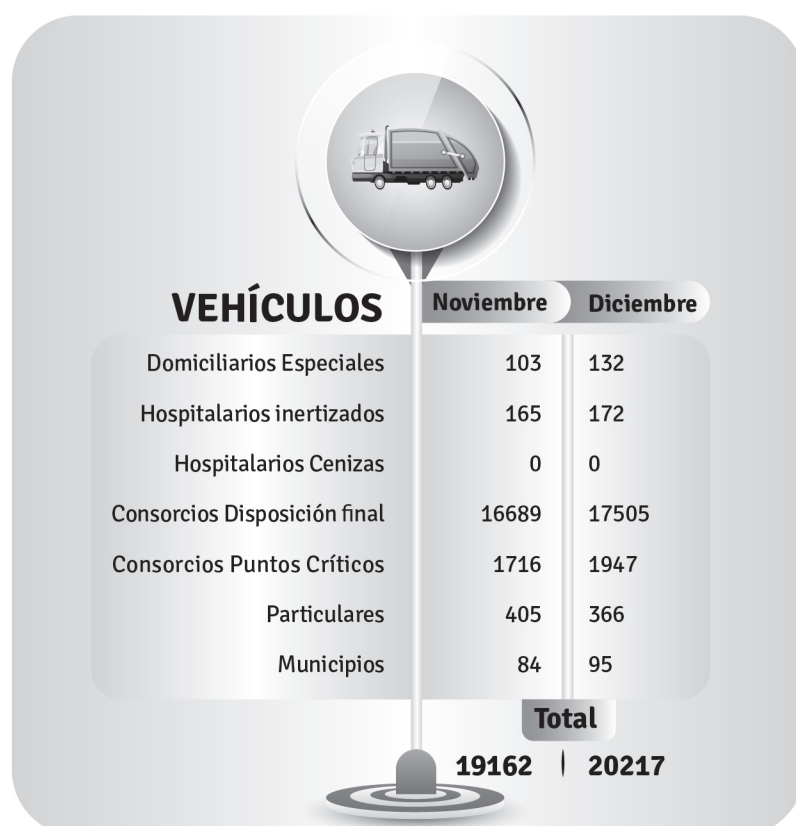 VEHÍCULOS Noviembre Diciembre
Domiciliarios Especiales 103 132
Hospitalarios inertizados 165 172
Hospitalarios Cenizas 0 0
Consorcios Disposición final 16689 17505
Consorcios Puntos Críticos 1716 1947
Particulares 405 366
Municipios 84 95
Total
19162 20217